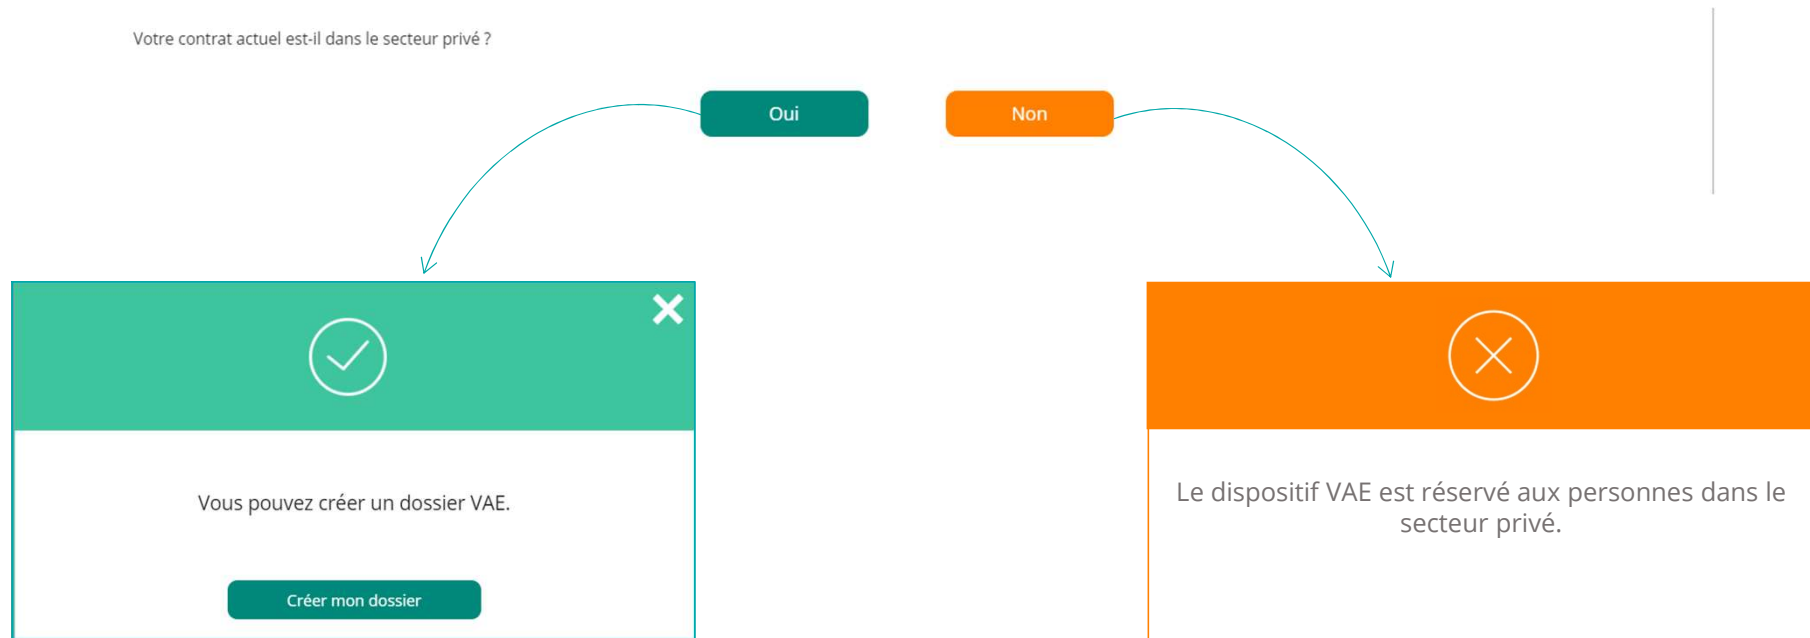 Votre contrat actuel est-il dans le secteur privé ?
Oui
Non
Vous pouvez créer un dossier VAE.
Créer mon dossier
Le dispositif VAE est réservé aux personnes dans le
secteur privé.